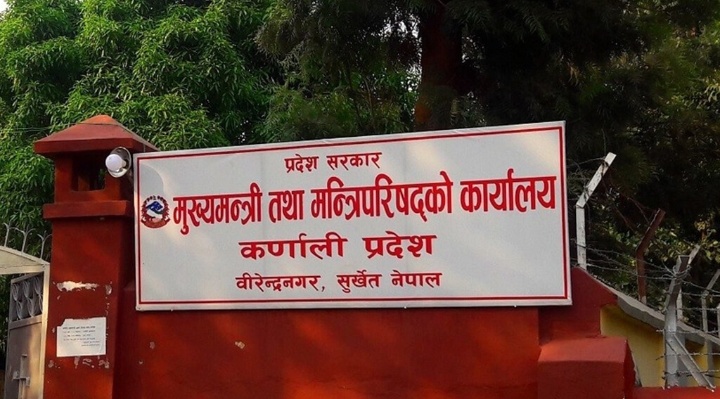 प्रदेश सरकार
मुख्यमन्त्री तथा मन्त्रिपरिषद्को कार्यालय
कर्णाली प्रदेश
वीरेन्द्रनगर, सुर्खेत नेपाल